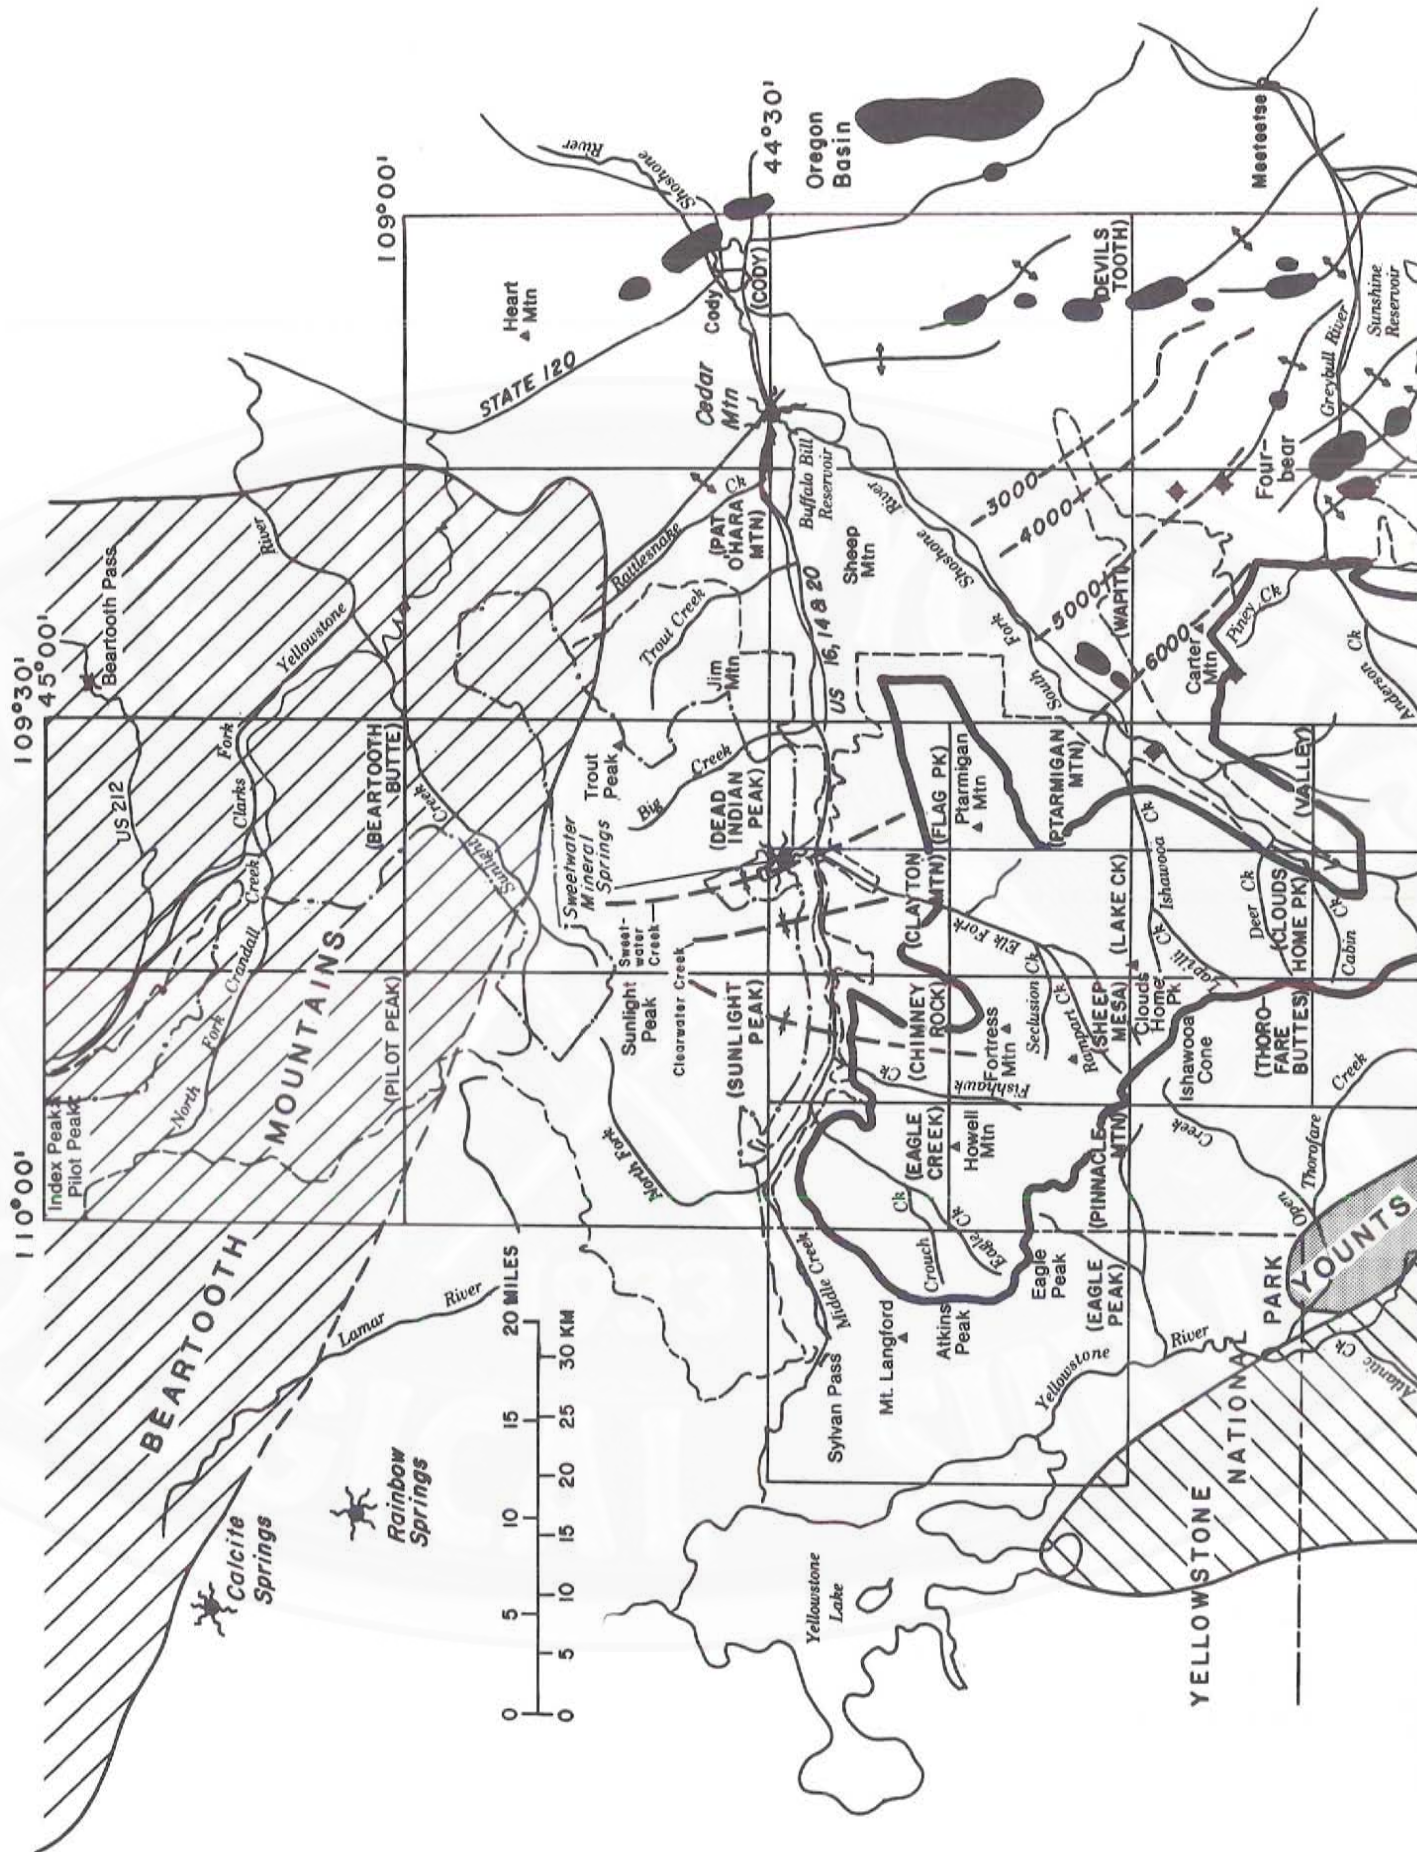 110°00'
109°30'
45°00'
109°00'
44°30'
Index Peak
Pilot Peak
US 212
Beartooth Pass
BEARTOOTH
MOUNTAINS
North
Fork
Crandall
Creek
Clarks
Fork
Yellowstone
River
(PILOT PEAK)
(BEARTOOTH
BUTTE)
Sunlight
Creek
Lamar
River
Calcite
Springs
Rainbow
Springs
0 5 10 15 20 MILES
0 5 10 15 20 25 30 KM
STATE 120
Heart
Mtn
Shoshone
River
Cody
(CODY)
Cedar
Mtn
Oregon
Basin
Meeteetse
North Fork
Sunlight
Peak
Clearwater Creek
Sweet-
water
Creek
Sweetwater
Mineral
Springs
Trout
Peak
Big
Creek
Jim
Mtn
Trout Creek
Rattlesnake
Ck
(PAT
O'HARA
MTN)
(SUNLIGHT
PEAK)
(DEAD
INDIAN
PEAK)
US 16, 14 & 20
Buffalo Bill
Reservoir
Sheep
Mtn
South
Fork
Shoshone
River
Sylvan Pass
Middle Creek
Mt. Langford
Atkins
Peak
Crouch
Ck
Eagle
Ck
(EAGLE
CREEK)
Howell
Mtn
Fishawk
Ck
(CHIMNEY
ROCK)
Fortress
Mtn
(CLAYTON
MTN)
Elk Fork
(FLAG PK)
Ptarmigan
Mtn
(PTARMIGAN
MTN)
Eagle
Peak
(EAGLE
PEAK)
(PINNACLE
MTN)
Seclusion Ck
Rampart Ck
(SHEEP
MESA)
(LAKE CK)
Ishawooa
Ck
Lapilli
Ck
Clouds
Home
Pk
Ishawooa
Cone
Deer Ck
(CLOUDS
HOME PK)
Cabin
Ck
(VALLEY)
(WAPITI)
3000
4000
5000
6000
(DEVILS
TOOTH)
Carter
Mtn
Piney Ck
Anderson
Ck
Four-
bear
Greybull River
Sunshine
Reservoir
(THORO-
FARE
BUTTES)
Thorofare
Creek
Open
Creek
YOUNTS
Atlantic
Ck
Yellowstone
River
Yellowstone
Lake
YELLOWSTONE
NATIONAL
PARK